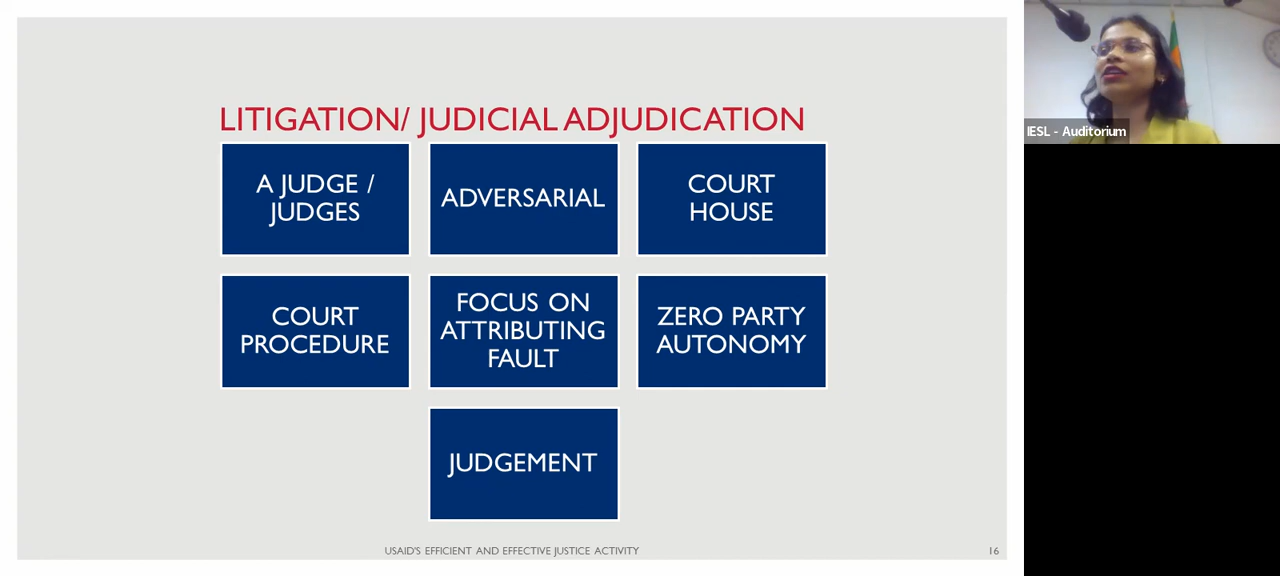 LITIGATION/ JUDICIAL ADJUDICATION
A JUDGE /
JUDGES
ADVERSARIAL
COURT
HOUSE
COURT
PROCEDURE
FOCUS ON
ATTRIBUTING
FAULT
ZERO PARTY
AUTONOMY
JUDGEMENT
USAID'S EFFICIENT AND EFFECTIVE JUSTICE ACTIVITY
16
IESL - Auditorium